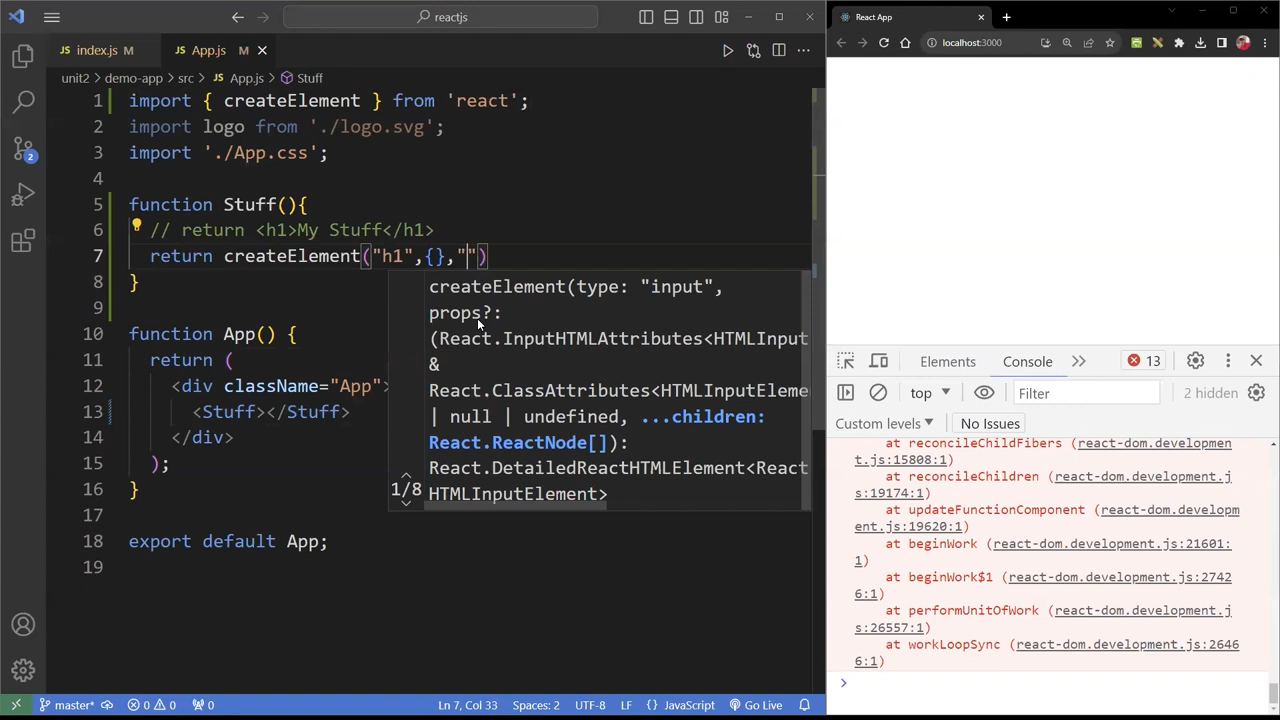 reactjs
index.js M
App.js M
unit2 > demo-app > src > App.js > Stuff
1 import { createElement } from 'react';
2 import logo from './logo.svg';
3 import './App.css';
4
5 function Stuff(){
6 // return <h1>My Stuff</h1>
7 return createElement("h1",{},"")
8 }
9
10 function App() {
11 return (
12 <div className="App">
13 <Stuff></Stuff>
14 </div>
15 );
16 }
17
18 export default App;
19
createElement(type: "input",
props?:
(React.InputHTMLAttributes<HTMLInput
&
React.ClassAttributes<HTMLInputEleme
| null | undefined, ...children:
React.ReactNode[]):
1/8
React.DetailedReactHTMLElement<React
HTMLInputElement>
2
master*
0 0
0
Ln 7, Col 33
Spaces: 2
UTF-8
LF
{} JavaScript
Go Live
React App
localhost:3000
Elements
Console
13
top
Filter
2 hidden
Custom levels
No Issues
at reconcileChildFibers (react-dom.developmen
t.js:15808:1)
at reconcileChildren (react-dom.development.j
s:19174:1)
at updateFunctionComponent (react-dom.developm
ent.js:19620:1)
at beginWork (react-dom.development.js:21601:
1)
at beginWork$1 (react-dom.development.js:2742
6:1)
at performUnitOfWork (react-dom.development.j
s:26557:1)
at workLoopSync (react-dom.development.js:2646
6:1)